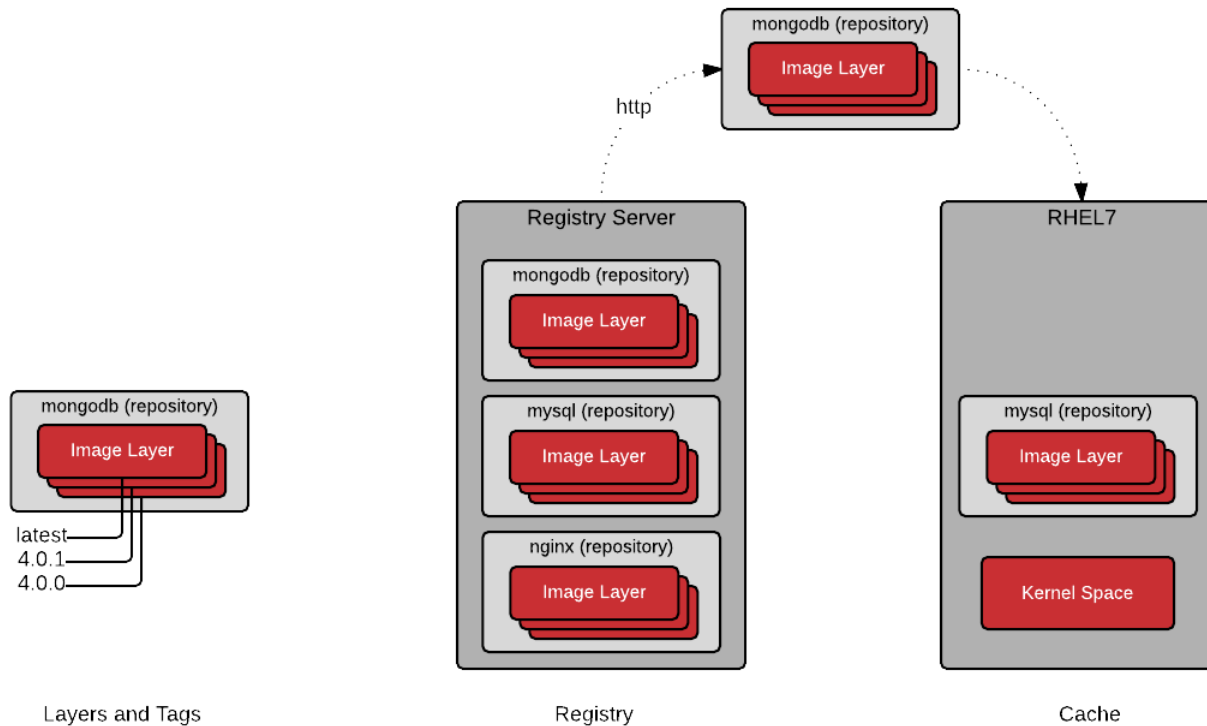 mongodb (repository)
Image Layer
http
Registry Server
mongodb (repository)
Image Layer
mysql (repository)
Image Layer
nginx (repository)
Image Layer
RHEL7
mysql (repository)
Image Layer
Kernel Space
mongodb (repository)
Image Layer
latest
4.0.1
4.0.0
Layers and Tags
Registry
Cache